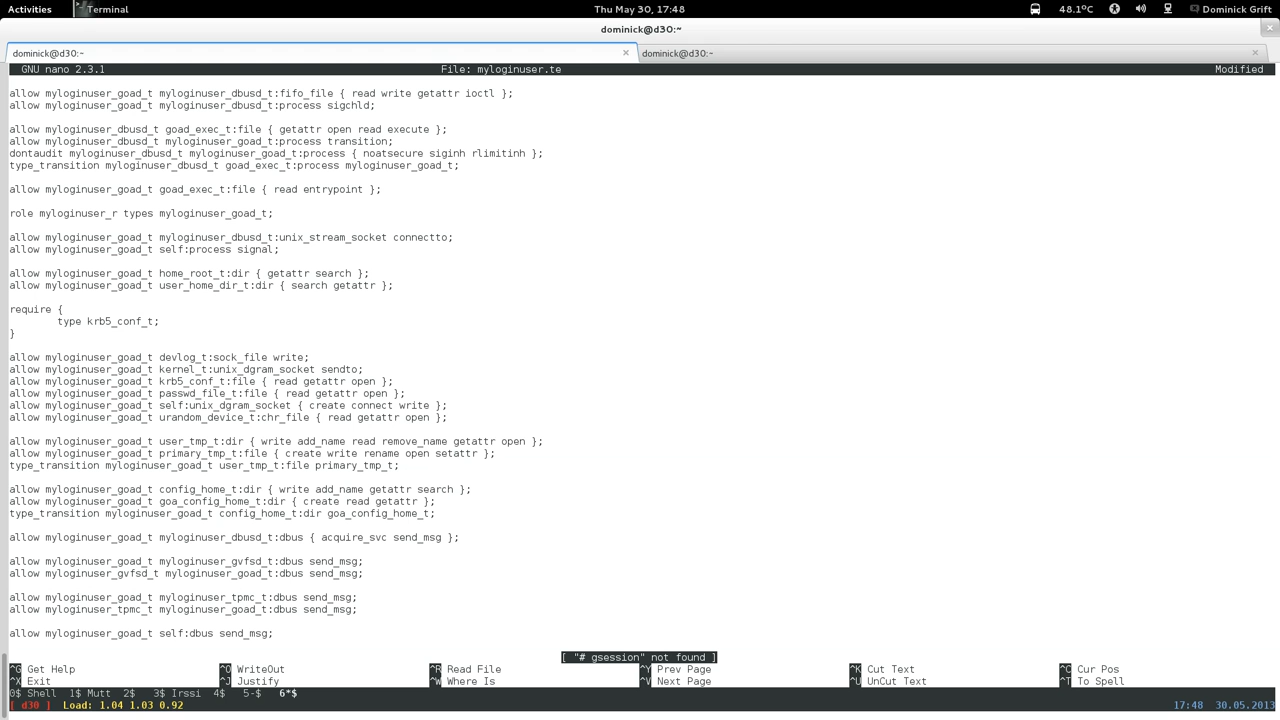 Activities Terminal Thu May 30, 17:48 48.1°C Dominick Grift
dominick@d30:~
dominick@d30:~ × dominick@d30:~ ×
GNU nano 2.3.1 File: myloginuser.te Modified
allow myloginuser_goad_t myloginuser_dbusd_t:fifo_file { read write getattr ioctl };
allow myloginuser_goad_t myloginuser_dbusd_t:process sigchld;
allow myloginuser_dbusd_t goad_exec_t:file { getattr open read execute };
allow myloginuser_dbusd_t myloginuser_goad_t:process transition;
dontaudit myloginuser_dbusd_t myloginuser_goad_t:process { noatsecure siginh rlimitinh };
type_transition myloginuser_dbusd_t goad_exec_t:process myloginuser_goad_t;
allow myloginuser_goad_t goad_exec_t:file { read entrypoint };
role myloginuser_r types myloginuser_goad_t;
allow myloginuser_goad_t myloginuser_dbusd_t:unix_stream_socket connectto;
allow myloginuser_goad_t self:process signal;
allow myloginuser_goad_t home_root_t:dir { getattr search };
allow myloginuser_goad_t user_home_dir_t:dir { search getattr };
require {
type krb5_conf_t;
}
allow myloginuser_goad_t devlog_t:sock_file write;
allow myloginuser_goad_t kernel_t:unix_dgram_socket sendto;
allow myloginuser_goad_t krb5_conf_t:file { read getattr open };
allow myloginuser_goad_t passwd_file_t:file { read getattr open };
allow myloginuser_goad_t self:unix_dgram_socket { create connect write };
allow myloginuser_goad_t urandom_device_t:chr_file { read getattr open };
allow myloginuser_goad_t user_tmp_t:dir { write add_name read remove_name getattr open };
allow myloginuser_goad_t primary_tmp_t:file { create write rename open setattr };
type_transition myloginuser_goad_t user_tmp_t:file primary_tmp_t;
allow myloginuser_goad_t config_home_t:dir { write add_name getattr search };
allow myloginuser_goad_t goa_config_home_t:dir { create read getattr };
type_transition myloginuser_goad_t config_home_t:dir goa_config_home_t;
allow myloginuser_goad_t myloginuser_dbusd_t:dbus { acquire_svc send_msg };
allow myloginuser_goad_t myloginuser_gvfsd_t:dbus send_msg;
allow myloginuser_gvfsd_t myloginuser_goad_t:dbus send_msg;
allow myloginuser_goad_t myloginuser_tpmc_t:dbus send_msg;
allow myloginuser_tpmc_t myloginuser_goad_t:dbus send_msg;
allow myloginuser_goad_t self:dbus send_msg;
[ "# gsession" not found ]
^G Get Help ^O WriteOut ^R Read File ^Y Prev Page ^K Cut Text ^C Cur Pos
^X Exit ^J Justify ^W Where Is ^V Next Page ^U UnCut Text ^T To Spell
0$ Shell 1$ Mutt 2$ 3$ Irssi 4$ 5-$ 6*$
[ d30 ] Load: 1.04 1.03 0.92 17:48 30.05.2013